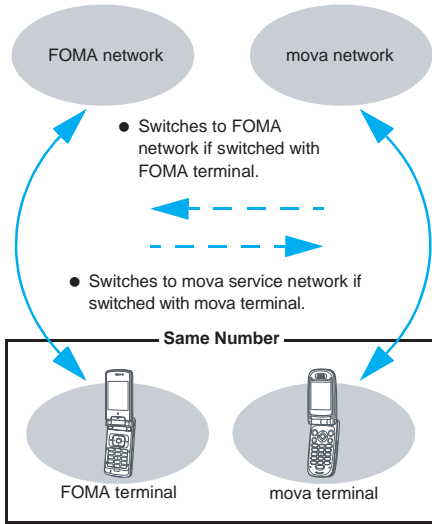 FOMA network
mova network
● Switches to FOMA
network if switched with
FOMA terminal.
● Switches to mova service network if
switched with mova terminal.
Same Number
FOMA terminal
mova terminal